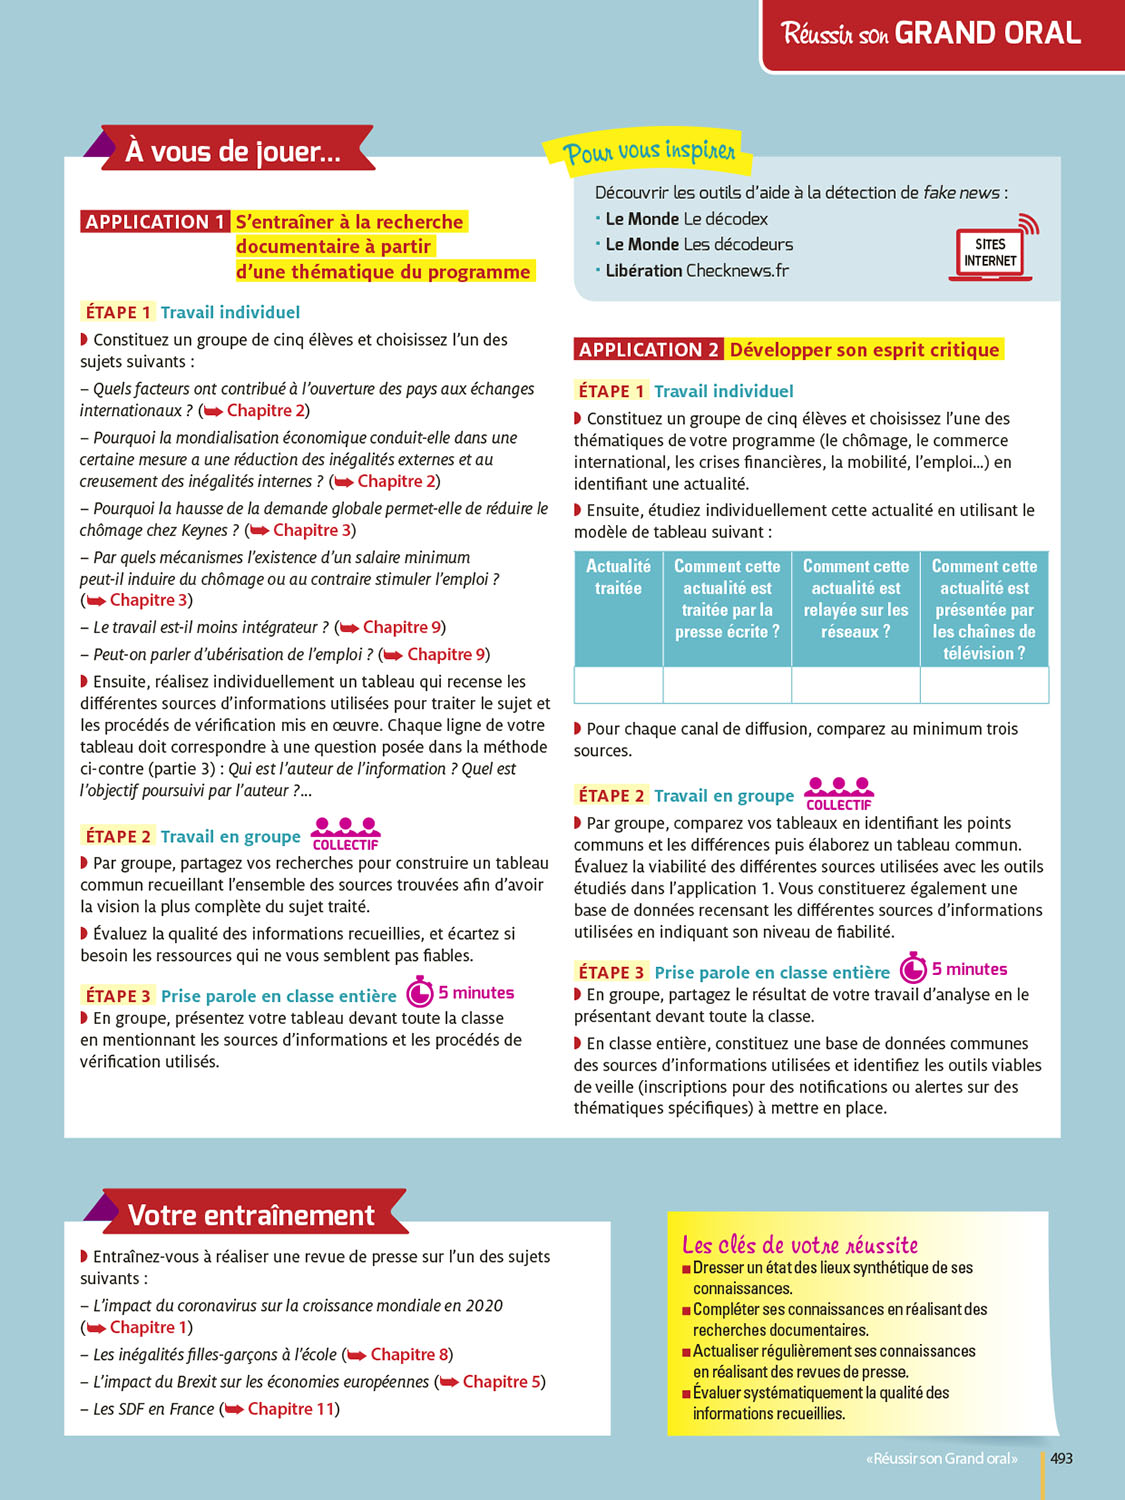 Réussir son GRAND ORAL
À vous de jouer...
APPLICATION 1 S'entraîner à la recherche
documentaire à partir
d'une thématique du programme
ÉTAPE 1 Travail individuel
Constituez un groupe de cinq élèves et choisissez l'un des
sujets suivants :
– Quels facteurs ont contribué à l'ouverture des pays aux échanges
internationaux ? (➥ Chapitre 2)
– Pourquoi la mondialisation économique conduit-elle dans une
certaine mesure a une réduction des inégalités externes et au
creusement des inégalités internes ? (➥ Chapitre 2)
– Pourquoi la hausse de la demande globale permet-elle de réduire le
chômage chez Keynes ? (➥ Chapitre 3)
– Par quels mécanismes l'existence d'un salaire minimum
peut-il induire du chômage ou au contraire stimuler l'emploi ?
(➥ Chapitre 3)
– Le travail est-il moins intégrateur ? (➥ Chapitre 9)
– Peut-on parler d'ubérisation de l'emploi ? (➥ Chapitre 9)
Ensuite, réalisez individuellement un tableau qui recense les
différentes sources d'informations utilisées pour traiter le sujet et
les procédés de vérification mis en œuvre. Chaque ligne de votre
tableau doit correspondre à une question posée dans la méthode
ci-contre (partie 3) : Qui est l'auteur de l'information ? Quel est
l'objectif poursuivi par l'auteur ?...
ÉTAPE 2 Travail en groupe COLLECTIF
Par groupe, partagez vos recherches pour construire un tableau
commun recueillant l'ensemble des sources trouvées afin d'avoir
la vision la plus complète du sujet traité.
Évaluez la qualité des informations recueillies, et écartez si
besoin les ressources qui ne vous semblent pas fiables.
ÉTAPE 3 Prise parole en classe entière 5 minutes
En groupe, présentez votre tableau devant toute la classe
en mentionnant les sources d'informations et les procédés de
vérification utilisés.
Pour vous inspirer
Découvrir les outils d'aide à la détection de fake news :
• Le Monde Le décodex
• Le Monde Les décodeurs
• Libération Checknews.fr
SITES
INTERNET
APPLICATION 2 Développer son esprit critique
ÉTAPE 1 Travail individuel
Constituez un groupe de cinq élèves et choisissez l'une des
thématiques de votre programme (le chômage, le commerce
international, les crises financières, la mobilité, l'emploi...) en
identifiant une actualité.
Ensuite, étudiez individuellement cette actualité en utilisant le
modèle de tableau suivant :
Actualité
traitée
Comment cette
actualité est
traitée par la
presse écrite ?
Comment cette
actualité est
relayée sur les
réseaux ?
Comment cette
actualité est
présentée par
les chaînes de
télévision ?
Pour chaque canal de diffusion, comparez au minimum trois
sources.
ÉTAPE 2 Travail en groupe COLLECTIF
Par groupe, comparez vos tableaux en identifiant les points
communs et les différences puis élaborez un tableau commun.
Évaluez la viabilité des différentes sources utilisées avec les outils
étudiés dans l'application 1. Vous constituerez également une
base de données recensant les différentes sources d'informations
utilisées en indiquant son niveau de fiabilité.
ÉTAPE 3 Prise parole en classe entière 5 minutes
En groupe, partagez le résultat de votre travail d'analyse en le
présentant devant toute la classe.
En classe entière, constituez une base de données communes
des sources d'informations utilisées et identifiez les outils viables
de veille (inscriptions pour des notifications ou alertes sur des
thématiques spécifiques) à mettre en place.
Votre entraînement
Entraînez-vous à réaliser une revue de presse sur l'un des sujets
suivants :
– L'impact du coronavirus sur la croissance mondiale en 2020
(➥ Chapitre 1)
– Les inégalités filles-garçons à l'école (➥ Chapitre 8)
– L'impact du Brexit sur les économies européennes (➥ Chapitre 5)
– Les SDF en France (➥ Chapitre 11)
Les clés de votre réussite
■ Dresser un état des lieux synthétique de ses
connaissances.
■ Compléter ses connaissances en réalisant des
recherches documentaires.
■ Actualiser régulièrement ses connaissances
en réalisant des revues de presse.
■ Évaluer systématiquement la qualité des
informations recueillies.
«Réussir son Grand oral» 493